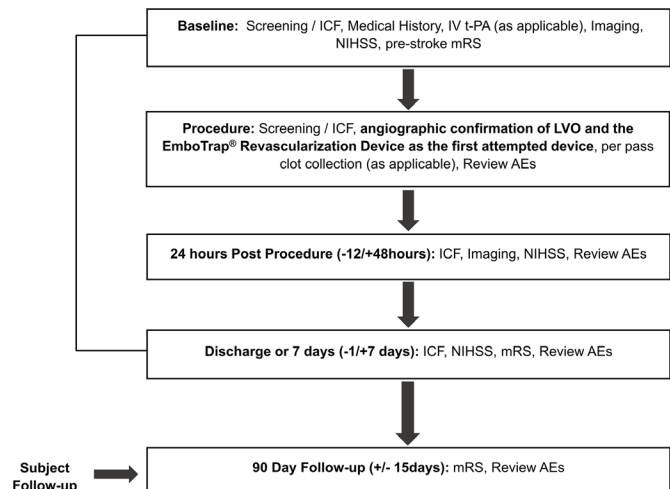 Baseline: Screening / ICF, Medical History, IV t-PA (as applicable), Imaging,
NIHSS, pre-stroke mRS
Procedure: Screening / ICF, angiographic confirmation of LVO and the
EmboTrap® Revascularization Device as the first attempted device, per pass
clot collection (as applicable), Review AEs
24 hours Post Procedure (-12/+48hours): ICF, Imaging, NIHSS, Review AEs
Discharge or 7 days (-1/+7 days): ICF, NIHSS, mRS, Review AEs
90 Day Follow-up (+/- 15days): mRS, Review AEs
Subject
Follow-up